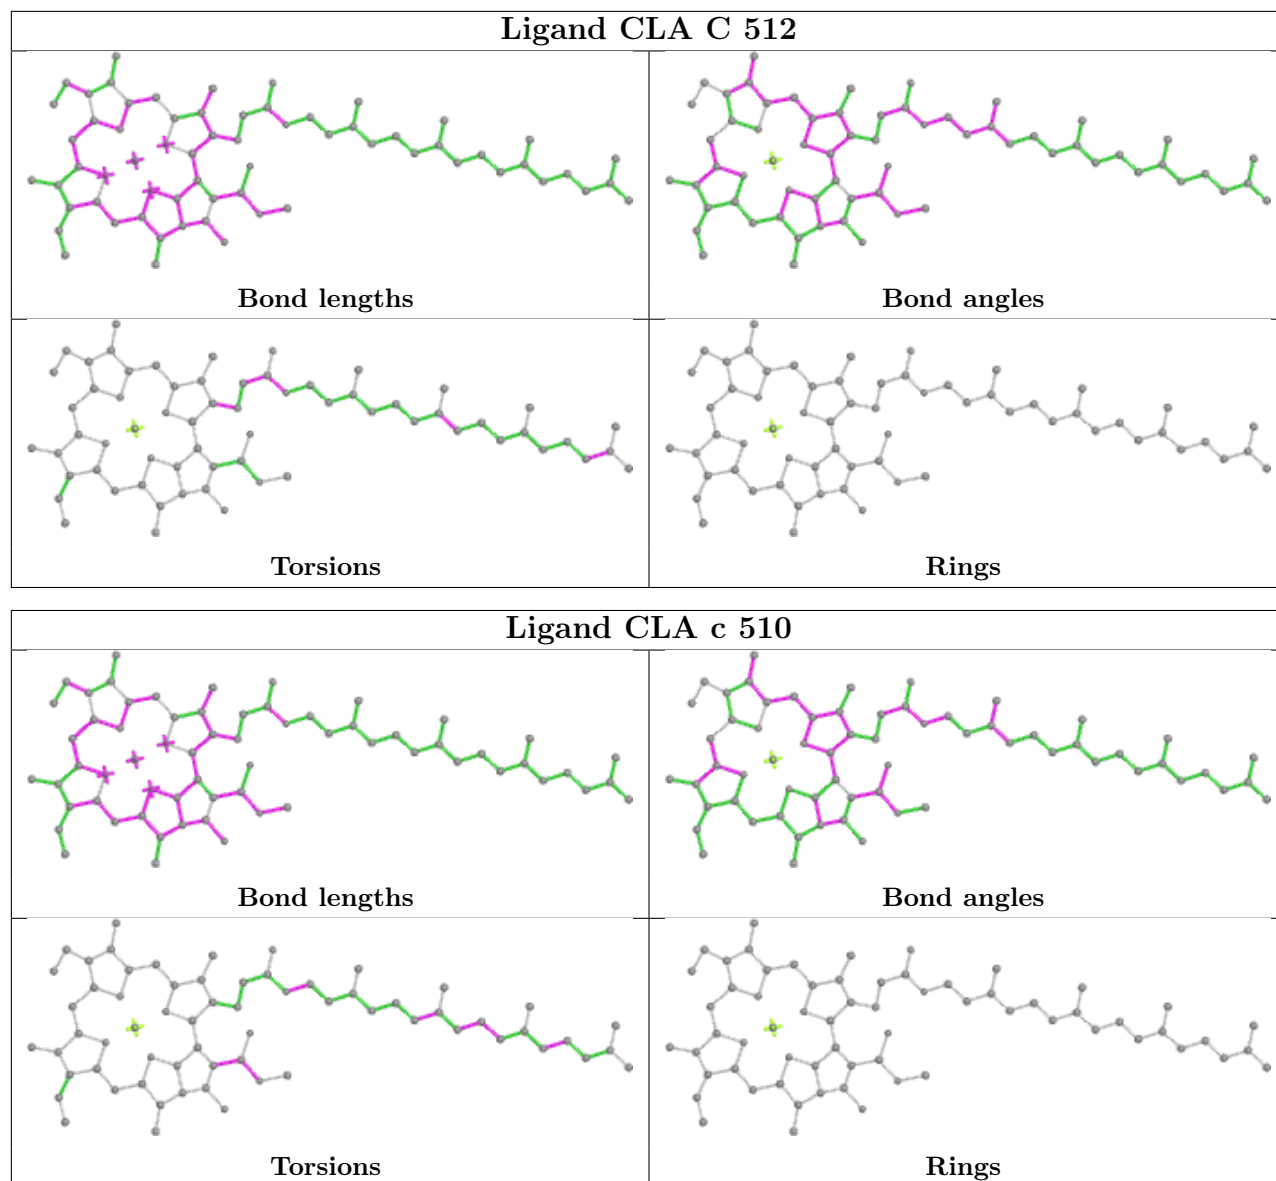 Ligand CLA C 512
Bond lengths
Bond angles
Torsions
Rings
Ligand CLA c 510
Bond lengths
Bond angles
Torsions
Rings